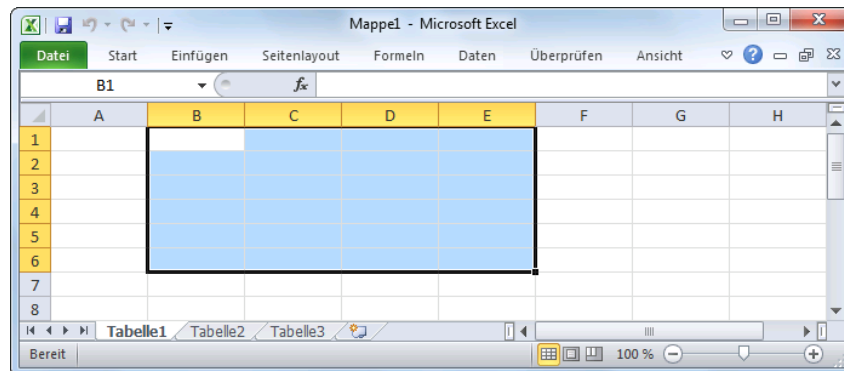 Mappe1 - Microsoft Excel
Datei Start Einfügen Seitenlayout Formeln Daten Überprüfen Ansicht
B1 fx
A B C D E F G H
1
2
3
4
5
6
7
8
Tabelle1 Tabelle2 Tabelle3
Bereit 100 %